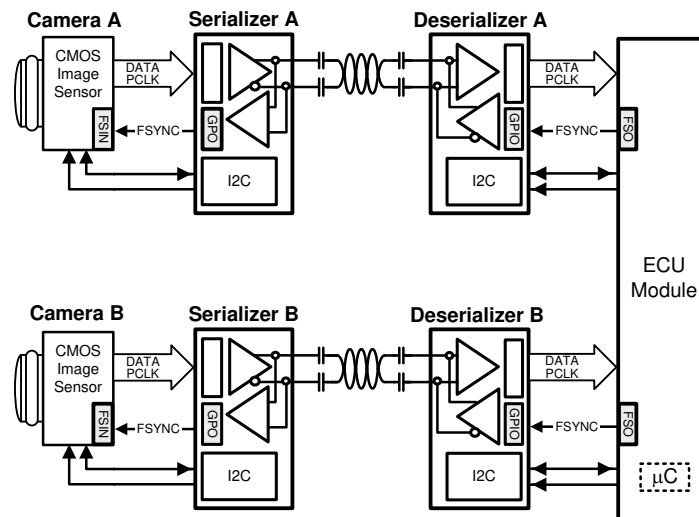 Camera A
Serializer A
Deserializer A
CMOS
Image
Sensor
DATA
PCLK
DATA
PCLK
FSIN
FSYNC
GPO
GPIO
FSYNC
FSO
I2C
I2C
ECU
Module
Camera B
Serializer B
Deserializer B
CMOS
Image
Sensor
DATA
PCLK
DATA
PCLK
FSIN
FSYNC
GPO
GPIO
FSYNC
FSO
I2C
I2C
μC